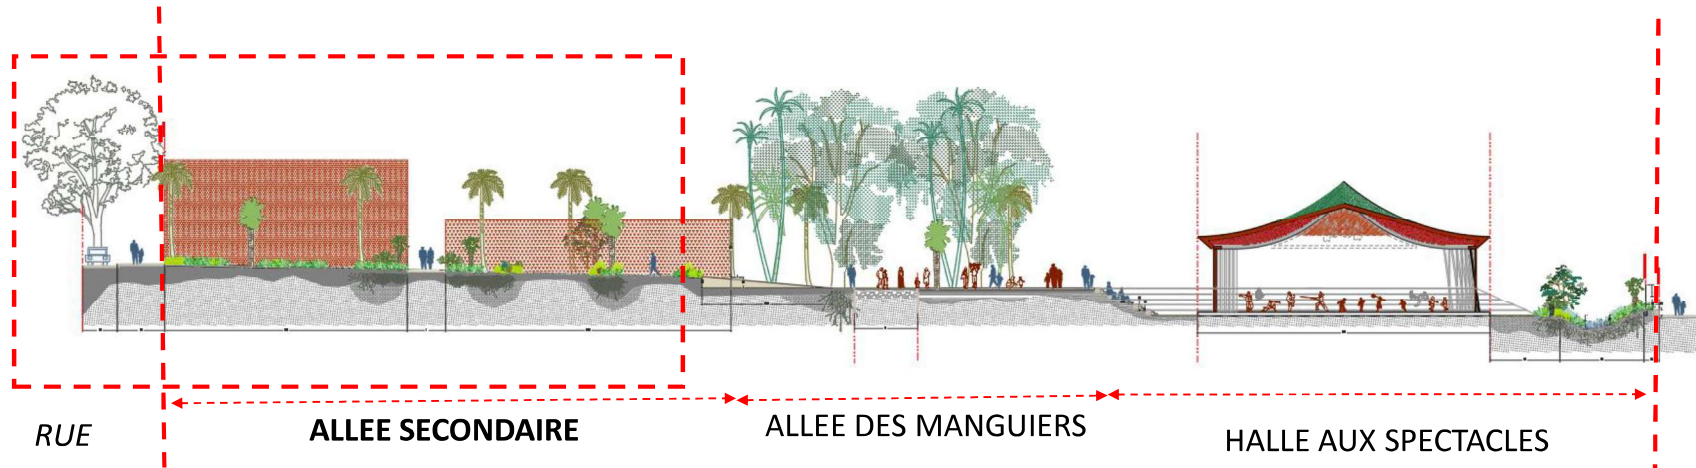 RUE
ALLEE SECONDAIRE
ALLEE DES MANGUIERS
HALLE AUX SPECTACLES